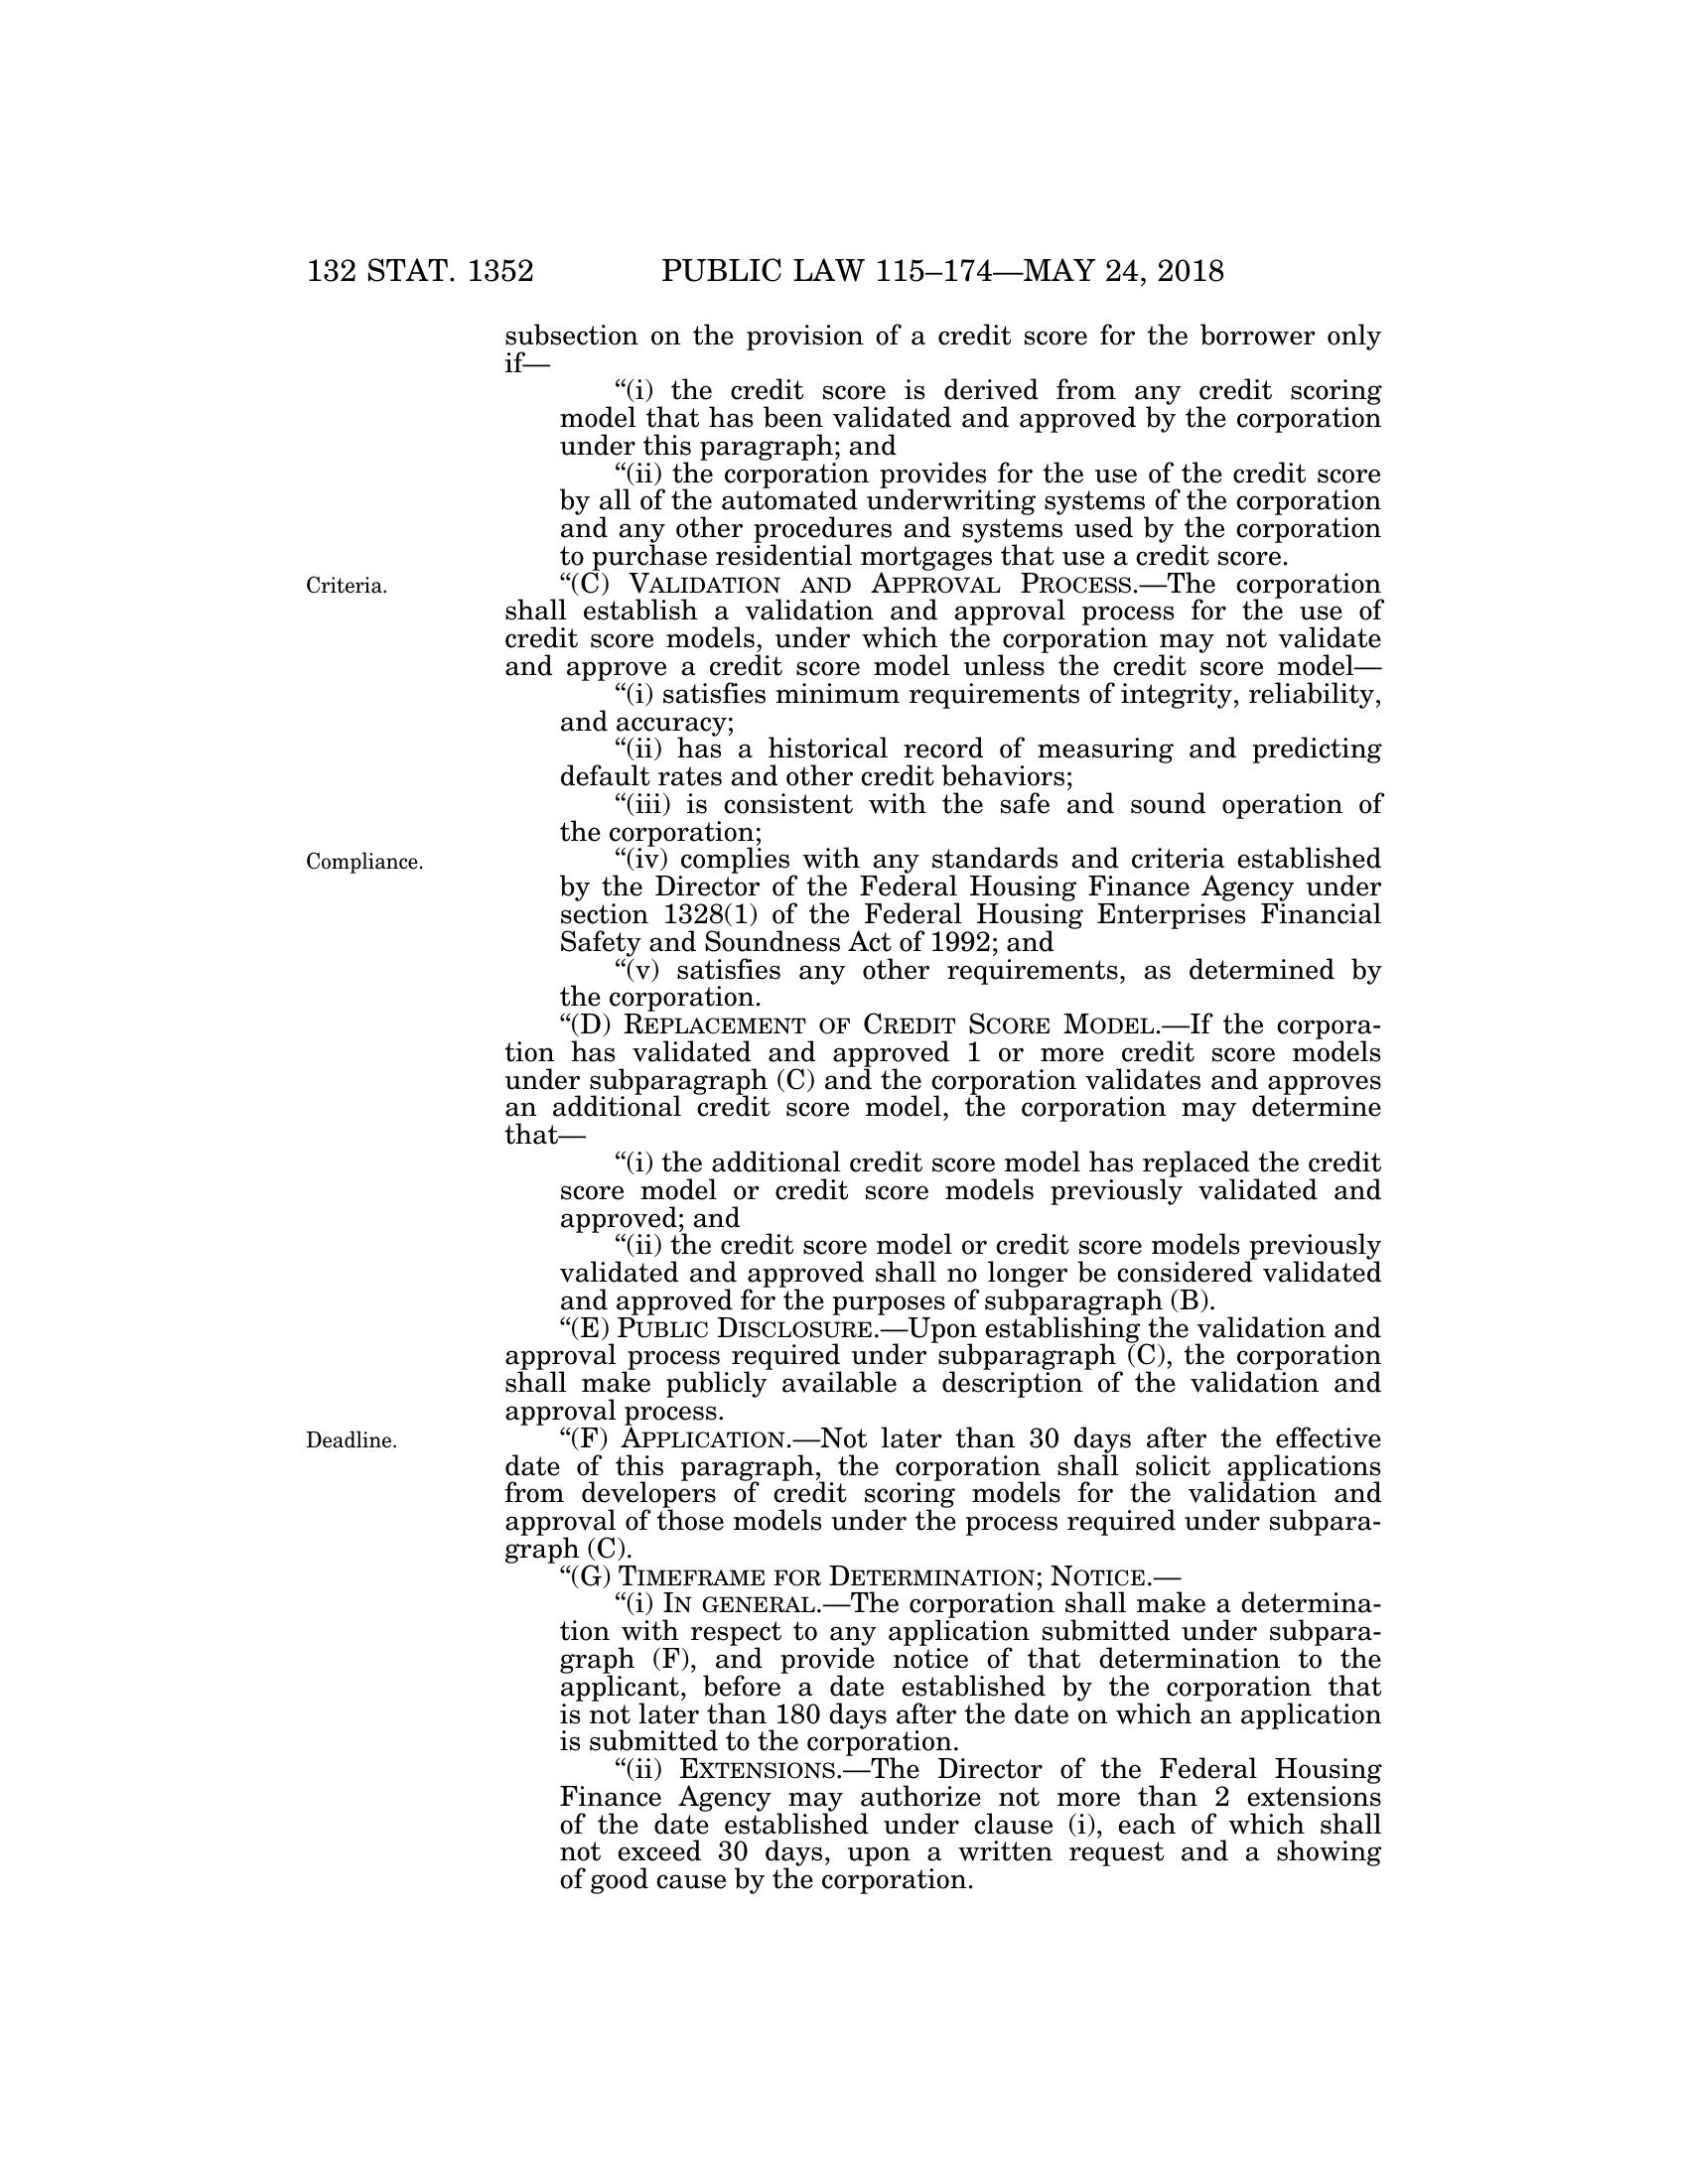 132 STAT. 1352 PUBLIC LAW 115–174—MAY 24, 2018
subsection on the provision of a credit score for the borrower only
if—
“(i) the credit score is derived from any credit scoring
model that has been validated and approved by the corporation
under this paragraph; and
“(ii) the corporation provides for the use of the credit score
by all of the automated underwriting systems of the corporation
and any other procedures and systems used by the corporation
to purchase residential mortgages that use a credit score.
Criteria.
“(C) VALIDATION AND APPROVAL PROCESS.—The corporation
shall establish a validation and approval process for the use of
credit score models, under which the corporation may not validate
and approve a credit score model unless the credit score model—
“(i) satisfies minimum requirements of integrity, reliability,
and accuracy;
“(ii) has a historical record of measuring and predicting
default rates and other credit behaviors;
“(iii) is consistent with the safe and sound operation of
the corporation;
Compliance.
“(iv) complies with any standards and criteria established
by the Director of the Federal Housing Finance Agency under
section 1328(1) of the Federal Housing Enterprises Financial
Safety and Soundness Act of 1992; and
“(v) satisfies any other requirements, as determined by
the corporation.
“(D) REPLACEMENT OF CREDIT SCORE MODEL.—If the corpora-
tion has validated and approved 1 or more credit score models
under subparagraph (C) and the corporation validates and approves
an additional credit score model, the corporation may determine
that—
“(i) the additional credit score model has replaced the credit
score model or credit score models previously validated and
approved; and
“(ii) the credit score model or credit score models previously
validated and approved shall no longer be considered validated
and approved for the purposes of subparagraph (B).
“(E) PUBLIC DISCLOSURE.—Upon establishing the validation and
approval process required under subparagraph (C), the corporation
shall make publicly available a description of the validation and
approval process.
Deadline.
“(F) APPLICATION.—Not later than 30 days after the effective
date of this paragraph, the corporation shall solicit applications
from developers of credit scoring models for the validation and
approval of those models under the process required under subpara-
graph (C).
“(G) TIMEFRAME FOR DETERMINATION; NOTICE.—
“(i) IN GENERAL.—The corporation shall make a determina-
tion with respect to any application submitted under subpara-
graph (F), and provide notice of that determination to the
applicant, before a date established by the corporation that
is not later than 180 days after the date on which an application
is submitted to the corporation.
“(ii) EXTENSIONS.—The Director of the Federal Housing
Finance Agency may authorize not more than 2 extensions
of the date established under clause (i), each of which shall
not exceed 30 days, upon a written request and a showing
of good cause by the corporation.